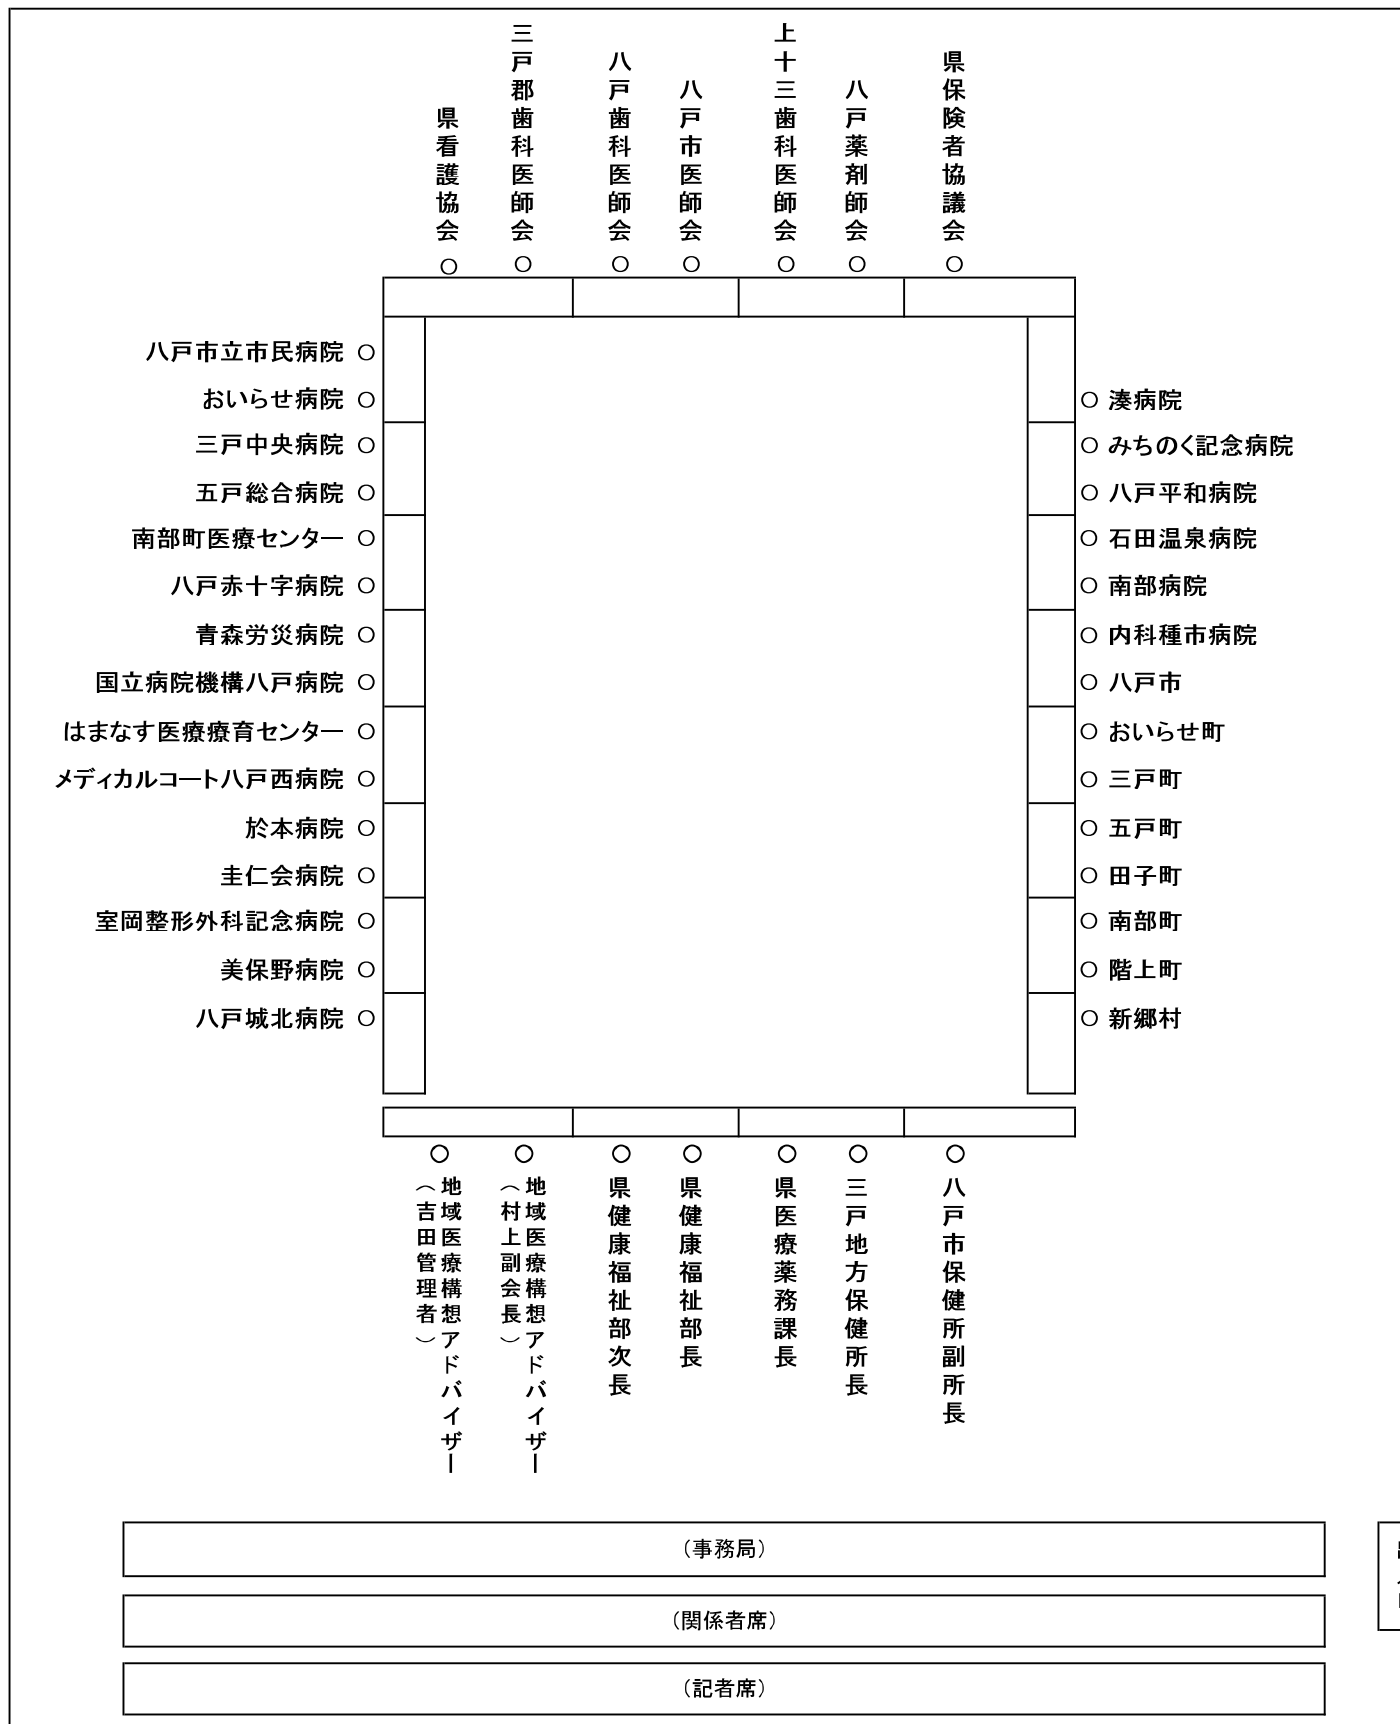 県看護協会
三戸郡歯科医師会
八戸歯科医師会
八戸市医師会
上十三歯科医師会
八戸薬剤師会
県保険者協議会
八戸市立市民病院
おいらせ病院
三戸中央病院
五戸総合病院
南部町医療センター
八戸赤十字病院
青森労災病院
国立病院機構八戸病院
はまなす医療療育センター
メディカルコート八戸西病院
於本病院
圭仁会病院
室岡整形外科記念病院
美保野病院
八戸城北病院
湊病院
みちのく記念病院
八戸平和病院
石田温泉病院
南部病院
内科種市病院
八戸市
おいらせ町
三戸町
五戸町
田子町
南部町
階上町
新郷村
地域医療構想アドバイザー
（吉田管理者）
地域医療構想アドバイザー
（村上副会長）
県健康福祉部次長
県健康福祉部長
県医療薬務課長
三戸地方保健所長
八戸市保健所副所長
（事務局）
（関係者席）
（記者席）